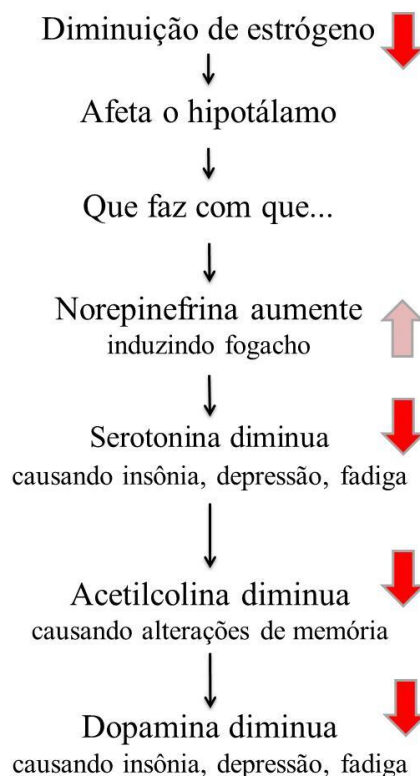 Diminuição de estrógeno
Afeta o hipotálamo
Que faz com que...
Norepinefrina aumente
induzindo fogacho
Serotonina diminua
causando insônia, depressão, fadiga
Acetilcolina diminua
causando alterações de memória
Dopamina diminua
causando insônia, depressão, fadiga